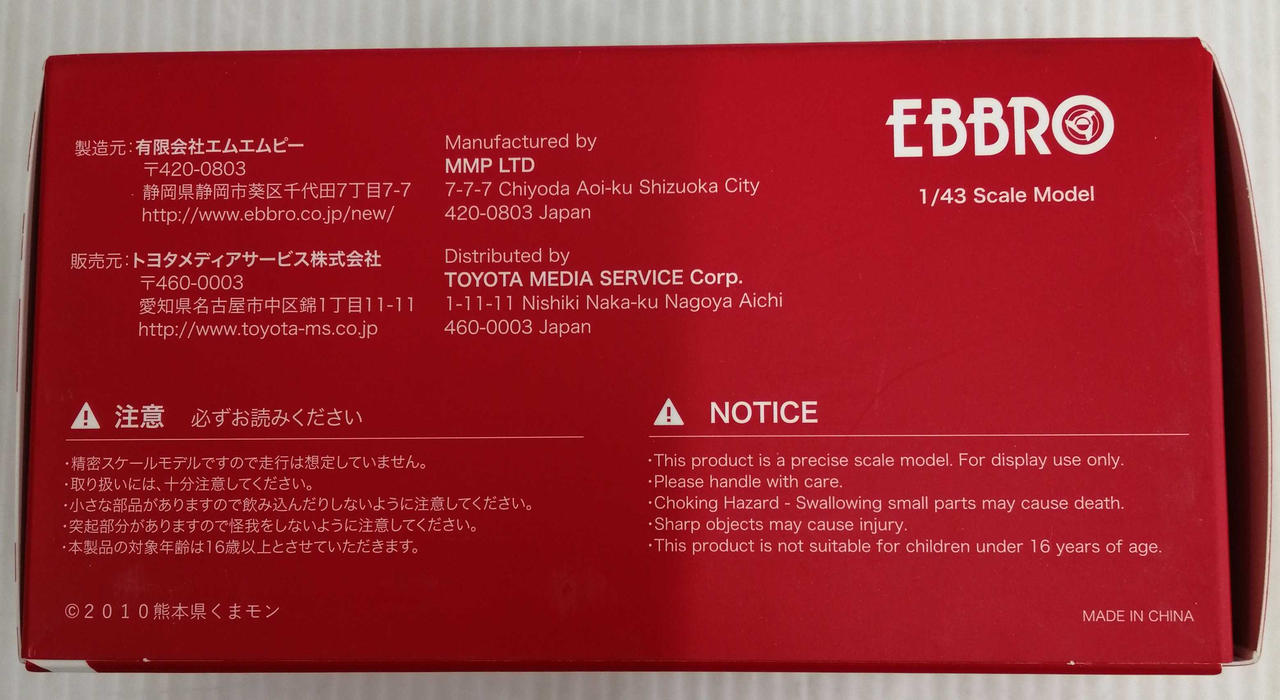 EBBRO
1/43 Scale Model
製造元:有限会社エムエムピー
〒420-0803
静岡県静岡市葵区千代田7丁目7-7
http://www.ebbro.co.jp/new/
Manufactured by
MMP LTD
7-7-7 Chiyoda Aoi-ku Shizuoka City
420-0803 Japan
販売元:トヨタメディアサービス株式会社
〒460-0003
愛知県名古屋市中区錦1丁目11-11
http://www.toyota-ms.co.jp
Distributed by
TOYOTA MEDIA SERVICE Corp.
1-11-11 Nishiki Naka-ku Nagoya Aichi
460-0003 Japan
注意 必ずお読みください
・精密スケールモデルですので走行は想定していません。
・取り扱いには、十分注意してください。
・小さな部品がありますので飲み込んだりしないように注意してください。
・突起部分がありますので怪我をしないように注意してください。
・本製品の対象年齢は16歳以上とさせていただきます。
NOTICE
・This product is a precise scale model. For display use only.
・Please handle with care.
・Choking Hazard - Swallowing small parts may cause death.
・Sharp objects may cause injury.
・This product is not suitable for children under 16 years of age.
©2010熊本県くまモン
MADE IN CHINA